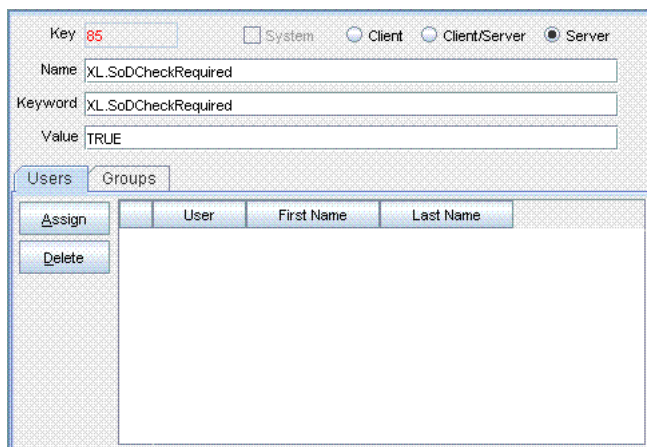 Key 85 System Client Client/Server Server
Name XL.SoDCheckRequired
Keyword XL.SoDCheckRequired
Value TRUE
Users Groups
Assign User First Name Last Name
Delete